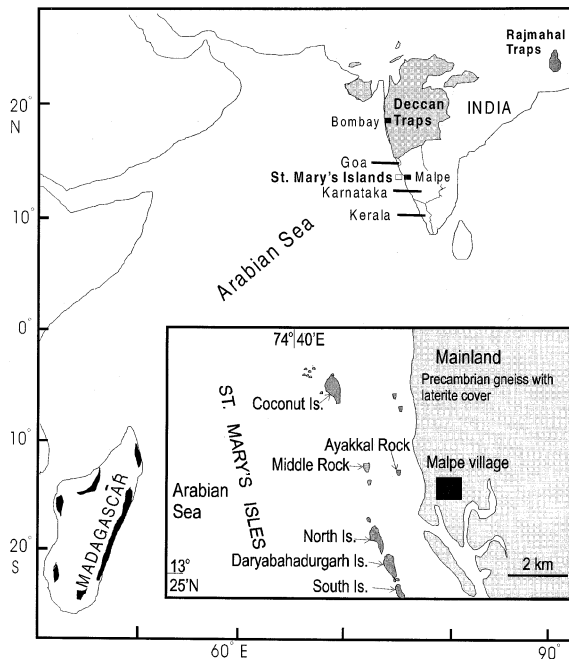 Rajmahal
Traps
20°
N
Deccan
Traps
INDIA
Bombay
Goa
St. Mary's Islands
Malpe
Karnataka
Kerala
10°
Arabian Sea
0°
74° 40'E
Mainland
Precambrian gneiss with
laterite cover
Coconut Is.
ST. MARY'S ISLES
Ayakkal Rock
Middle Rock
Malpe village
10°
Arabian
Sea
MADAGASCAR
North Is.
Daryabahadurgarh Is.
South Is.
2 km
20°
S
13°
25'N
60° E
90°